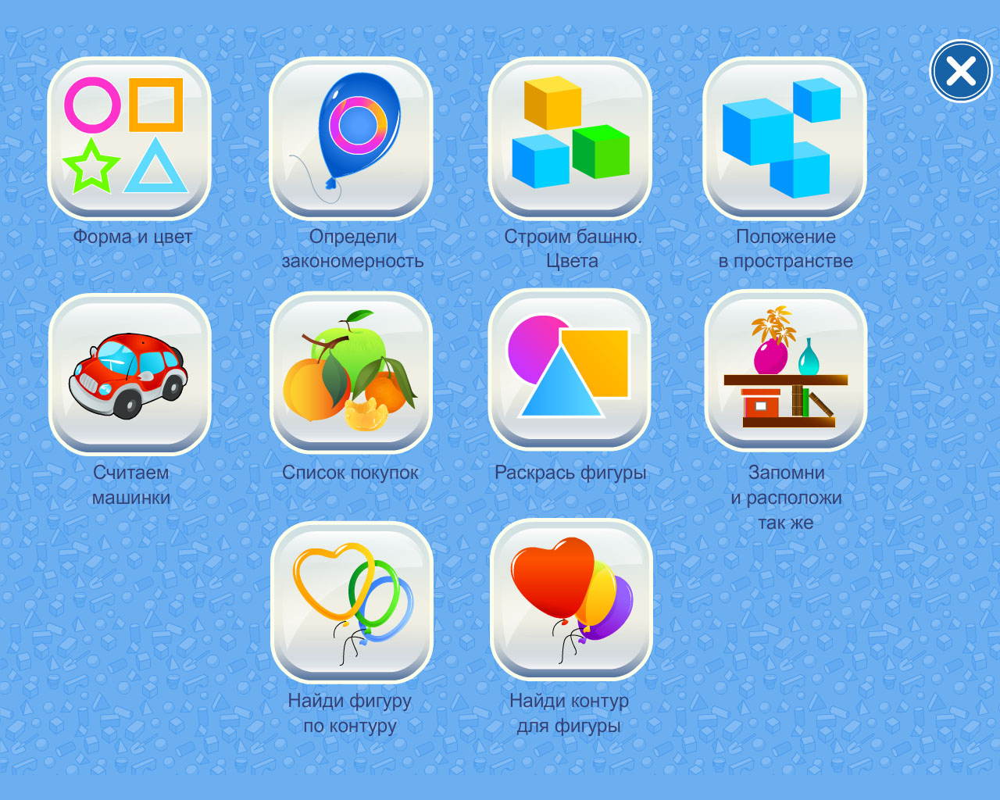 Форма и цвет
Определи
закономерность
Строим башню.
Цвета
Положение
в пространстве
Считаем
машинки
Список покупок
Раскрась фигуры
Запомни
и расположи
так же
Найди фигуру
по контуру
Найди контур
для фигуры